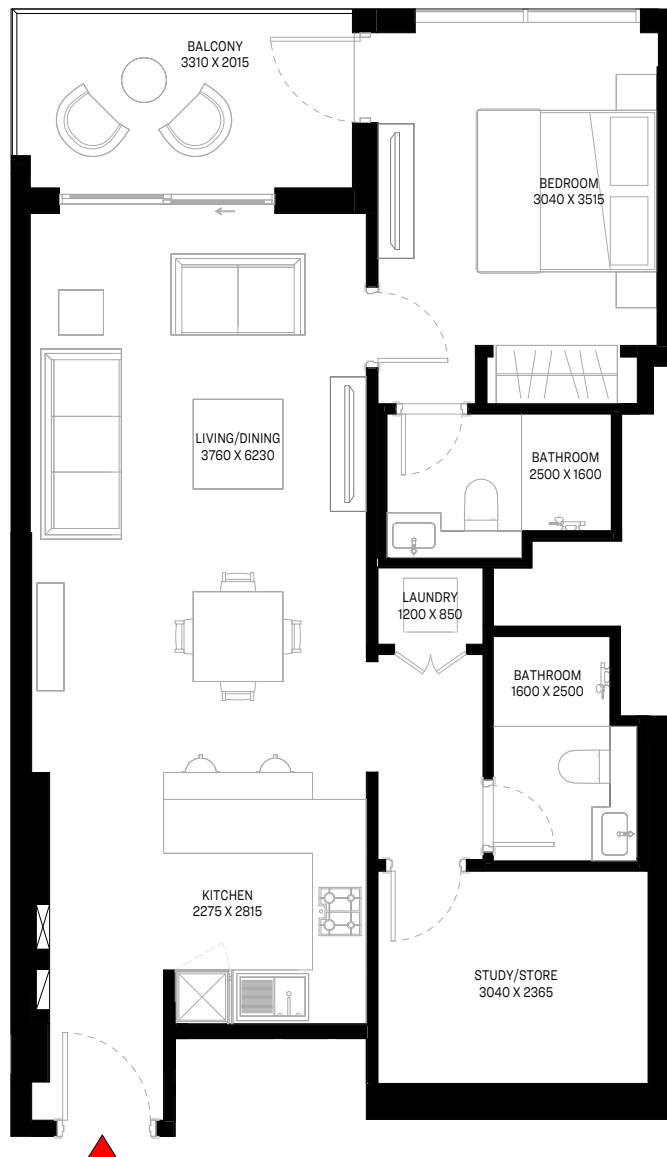 BALCONY
3310 X 2015
BEDROOM
3040 X 3515
LIVING/DINING
3760 X 6230
BATHROOM
2500 X 1600
LAUNDRY
1200 X 850
BATHROOM
1600 X 2500
KITCHEN
2275 X 2815
STUDY/STORE
3040 X 2365